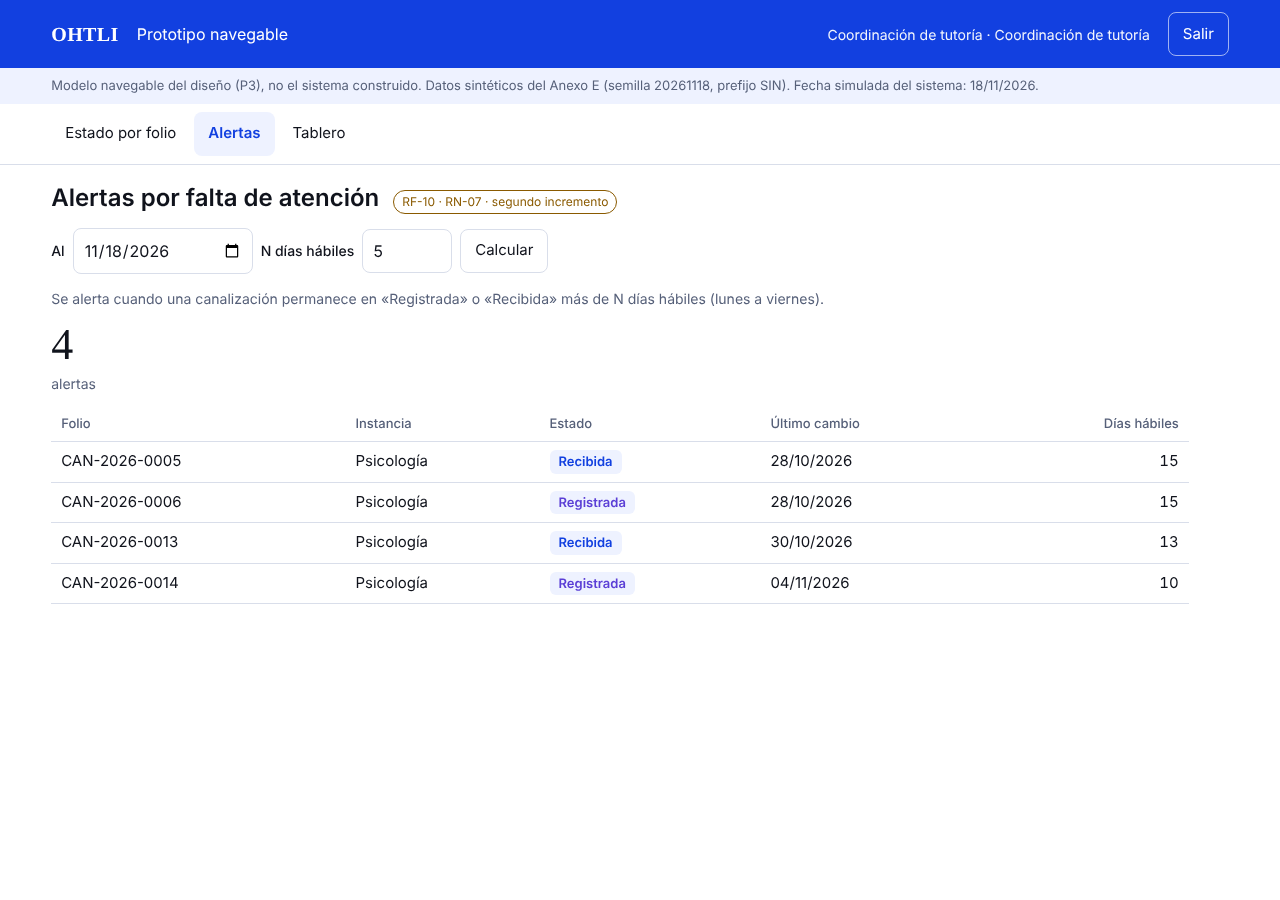 OHTLI Prototipo navegable Coordinación de tutoría · Coordinación de tutoría Salir
Modelo navegable del diseño (P3), no el sistema construido. Datos sintéticos del Anexo E (semilla 20261118, prefijo SIN). Fecha simulada del sistema: 18/11/2026.
Estado por folio Alertas Tablero
Alertas por falta de atención RF-10 · RN-07 · segundo incremento
Al 11/18/2026 N días hábiles 5 Calcular
Se alerta cuando una canalización permanece en «Registrada» o «Recibida» más de N días hábiles (lunes a viernes).
4
alertas
Folio Instancia Estado Último cambio Días hábiles
CAN-2026-0005 Psicología Recibida 28/10/2026 15
CAN-2026-0006 Psicología Registrada 28/10/2026 15
CAN-2026-0013 Psicología Recibida 30/10/2026 13
CAN-2026-0014 Psicología Registrada 04/11/2026 10